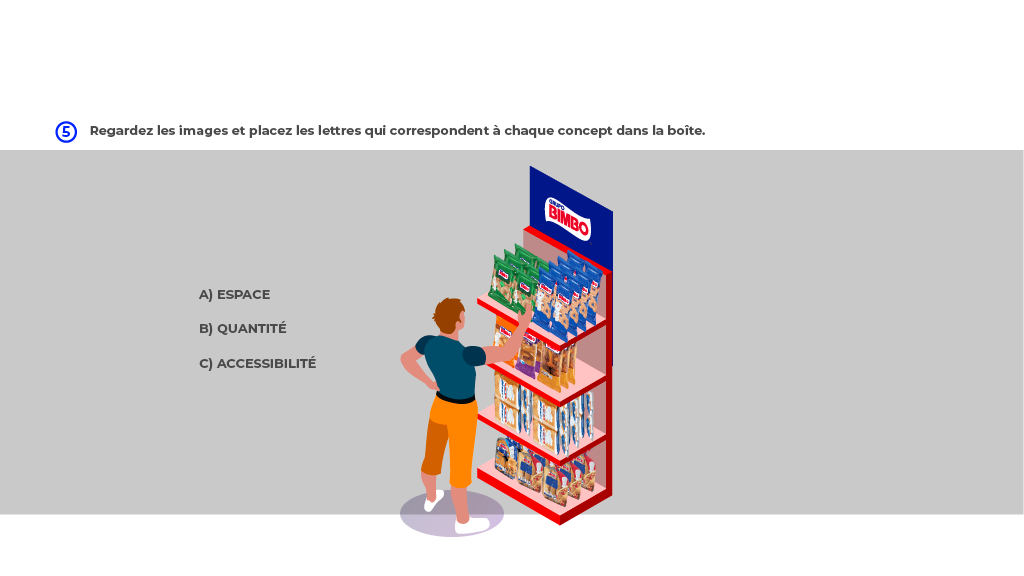 5 Regardez les images et placez les lettres qui correspondent à chaque concept dans la boîte.
GRUPO
BIMBO
A) ESPACE
B) QUANTITÉ
C) ACCESSIBILITÉ